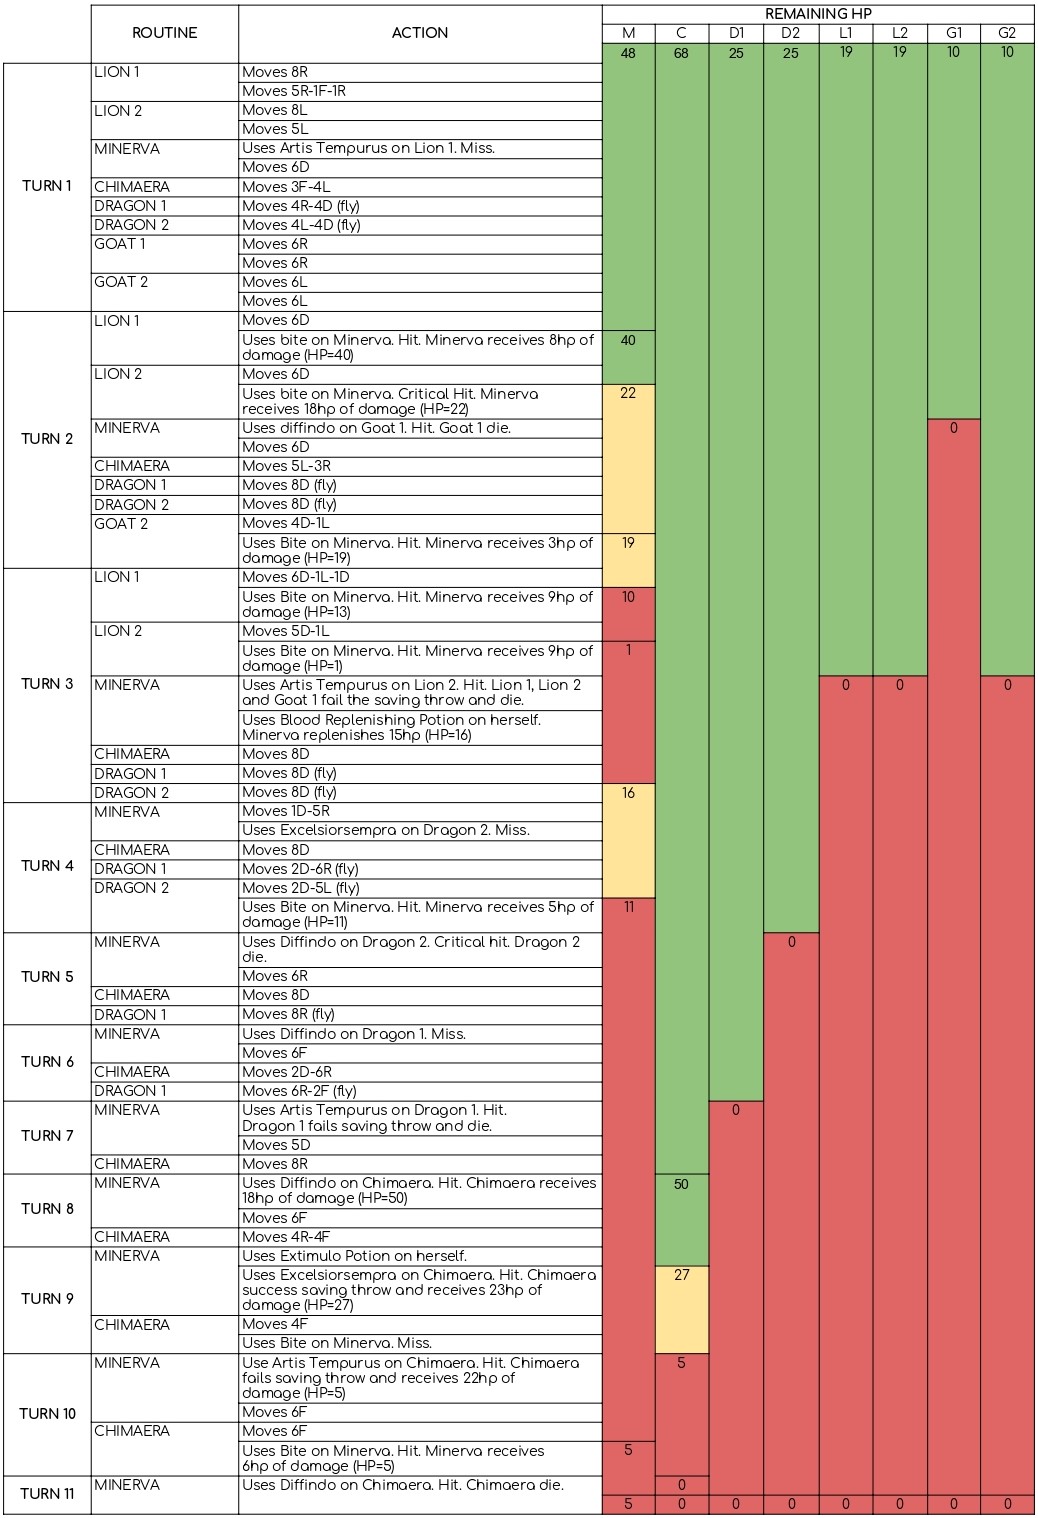 REMAINING HP
ROUTINE ACTION M C D1 D2 L1 L2 G1 G2
48 68 25 25 19 19 10 10
TURN 1
LION 1 Moves 8R
Moves 5R-1F-1R
LION 2 Moves 8L
Moves 5L
MINERVA Uses Artis Tempurus on Lion 1. Miss.
Moves 6D
CHIMAERA Moves 3F-4L
DRAGON 1 Moves 4R-4D (fly)
DRAGON 2 Moves 4L-4D (fly)
GOAT 1 Moves 6R
Moves 6R
GOAT 2 Moves 6L
Moves 6L
TURN 2
LION 1 Moves 6D
Uses bite on Minerva. Hit. Minerva receives 8hp of 40
damage (HP=40)
LION 2 Moves 6D
Uses bite on Minerva. Critical Hit. Minerva 22
receives 18hp of damage (HP=22)
MINERVA Uses diffindo on Goat 1. Hit. Goat 1 die. 0
Moves 6D
CHIMAERA Moves 5L-3R
DRAGON 1 Moves 8D (fly)
DRAGON 2 Moves 8D (fly)
GOAT 2 Moves 4D-1L
Uses Bite on Minerva. Hit. Minerva receives 3hp of 19
damage (HP=19)
TURN 3
LION 1 Moves 6D-1L-1D
Uses Bite on Minerva. Hit. Minerva receives 9hp of 10
damage (HP=13)
LION 2 Moves 5D-1L
Uses Bite on Minerva. Hit. Minerva receives 9hp of 1
damage (HP=1)
MINERVA Uses Artis Tempurus on Lion 2. Hit. Lion 1, Lion 2 0 0 0
and Goat 1 fail the saving throw and die.
Uses Blood Replenishing Potion on herself.
Minerva replenishes 15hp (HP=16)
CHIMAERA Moves 8D
DRAGON 1 Moves 8D (fly)
DRAGON 2 Moves 8D (fly) 16
TURN 4
MINERVA Moves 1D-5R
Uses Excelsiorsempra on Dragon 2. Miss.
CHIMAERA Moves 8D
DRAGON 1 Moves 2D-6R (fly)
DRAGON 2 Moves 2D-5L (fly)
Uses Bite on Minerva. Hit. Minerva receives 5hp of 11
damage (HP=11)
TURN 5
MINERVA Uses Diffindo on Dragon 2. Critical hit. Dragon 2 0
die.
Moves 6R
CHIMAERA Moves 8D
DRAGON 1 Moves 8R (fly)
TURN 6
MINERVA Uses Diffindo on Dragon 1. Miss.
Moves 6F
CHIMAERA Moves 2D-6R
DRAGON 1 Moves 6R-2F (fly)
TURN 7
MINERVA Uses Artis Tempurus on Dragon 1. Hit. 0
Dragon 1 fails saving throw and die.
Moves 5D
CHIMAERA Moves 8R
TURN 8
MINERVA Uses Diffindo on Chimaera. Hit. Chimaera receives 50
18hp of damage (HP=50)
Moves 6F
CHIMAERA Moves 4R-4F
TURN 9
MINERVA Uses Extimulo Potion on herself.
Uses Excelsiorsempra on Chimaera. Hit. Chimaera 27
success saving throw and receives 23hp of
damage (HP=27)
CHIMAERA Moves 4F
Uses Bite on Minerva. Miss.
TURN 10
MINERVA Use Artis Tempurus on Chimaera. Hit. Chimaera 5
fails saving throw and receives 22hp of
damage (HP=5)
Moves 6F
CHIMAERA Moves 6F
Uses Bite on Minerva. Hit. Minerva receives 5
6hp of damage (HP=5)
TURN 11
MINERVA Uses Diffindo on Chimaera. Hit. Chimaera die. 0
5 0 0 0 0 0 0 0